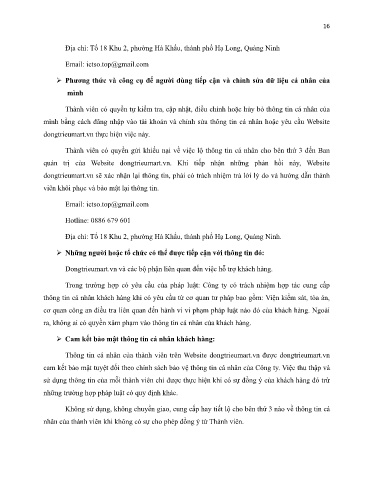 16
Địa chỉ: Tổ 18 Khu 2, phường Hà Khẩu, thành phố Hạ Long, Quảng Ninh
Email: ictso.top@gmail.com
➢ Phương thức và công cụ để người dùng tiếp cận và chỉnh sửa dữ liệu cá nhân của
mình
Thành viên có quyền tự kiểm tra, cập nhật, điều chỉnh hoặc hủy bỏ thông tin cá nhân của
mình bằng cách đăng nhập vào tài khoản và chỉnh sửa thông tin cá nhân hoặc yêu cầu Website
dongtrieumart.vn thực hiện việc này.
Thành viên có quyền gửi khiếu nại về việc lộ thông tin cá nhân cho bên thứ 3 đến Ban
quản trị của Website dongtrieumart.vn. Khi tiếp nhận những phản hồi này, Website
dongtrieumart.vn sẽ xác nhận lại thông tin, phải có trách nhiệm trả lời lý do và hướng dẫn thành
viên khôi phục và bảo mật lại thông tin.
Email: ictso.top@gmail.com
Hotline: 0886 679 601
Địa chỉ: Tổ 18 Khu 2, phường Hà Khẩu, thành phố Hạ Long, Quảng Ninh.
➢ Những người hoặc tổ chức có thể được tiếp cận với thông tin đó:
Dongtrieumart.vn và các bộ phận liên quan đến việc hỗ trợ khách hàng.
Trong trường hợp có yêu cầu của pháp luật: Công ty có trách nhiệm hợp tác cung cấp
thông tin cá nhân khách hàng khi có yêu cầu từ cơ quan tư pháp bao gồm: Viện kiểm sát, tòa án,
cơ quan công an điều tra liên quan đến hành vi vi phạm pháp luật nào đó của khách hàng. Ngoài
ra, không ai có quyền xâm phạm vào thông tin cá nhân của khách hàng.
➢ Cam kết bảo mật thông tin cá nhân khách hàng:
Thông tin cá nhân của thành viên trên Website dongtrieumart.vn được dongtrieumart.vn
cam kết bảo mật tuyệt đối theo chính sách bảo vệ thông tin cá nhân của Công ty. Việc thu thập và
sử dụng thông tin của mỗi thành viên chỉ được thực hiện khi có sự đồng ý của khách hàng đó trừ
những trường hợp pháp luật có quy định khác.
Không sử dụng, không chuyển giao, cung cấp hay tiết lộ cho bên thứ 3 nào về thông tin cá
nhân của thành viên khi không có sự cho phép đồng ý từ Thành viên.